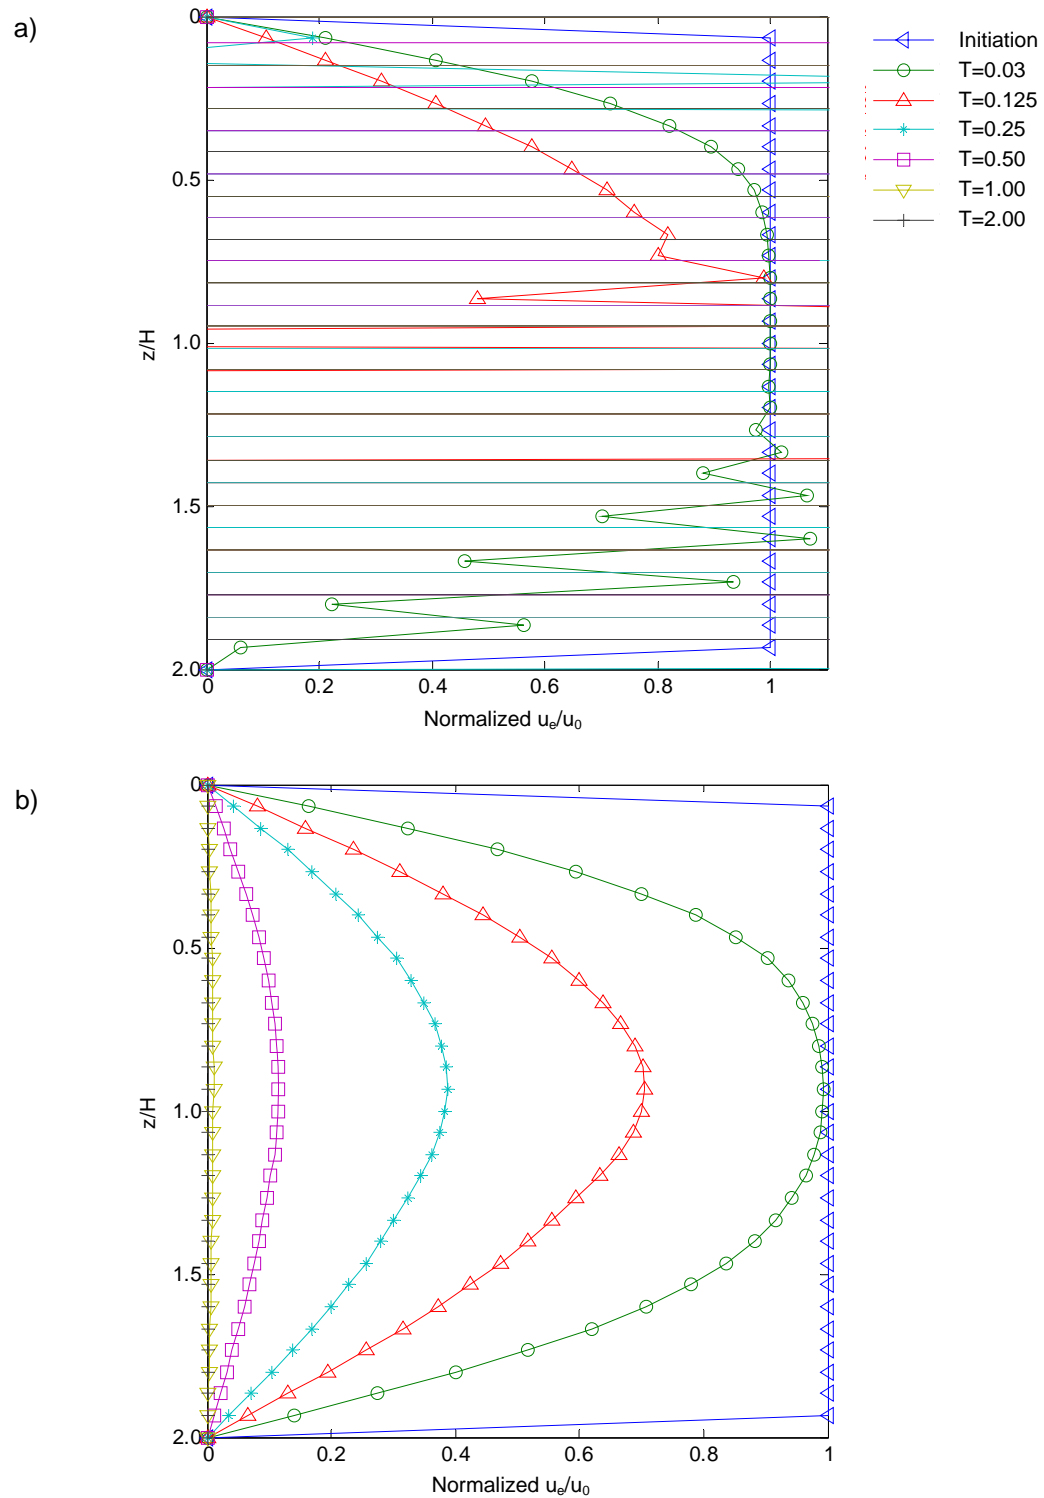 a)
0
0.5
1.0
1.5
2.0
z/H
0 0.2 0.4 0.6 0.8 1
Normalized uₑ/u₀
Initiation
T=0.03
T=0.125
T=0.25
T=0.50
T=1.00
T=2.00
b)
0
0.5
1.0
1.5
2.0
z/H
0 0.2 0.4 0.6 0.8 1
Normalized uₑ/u₀